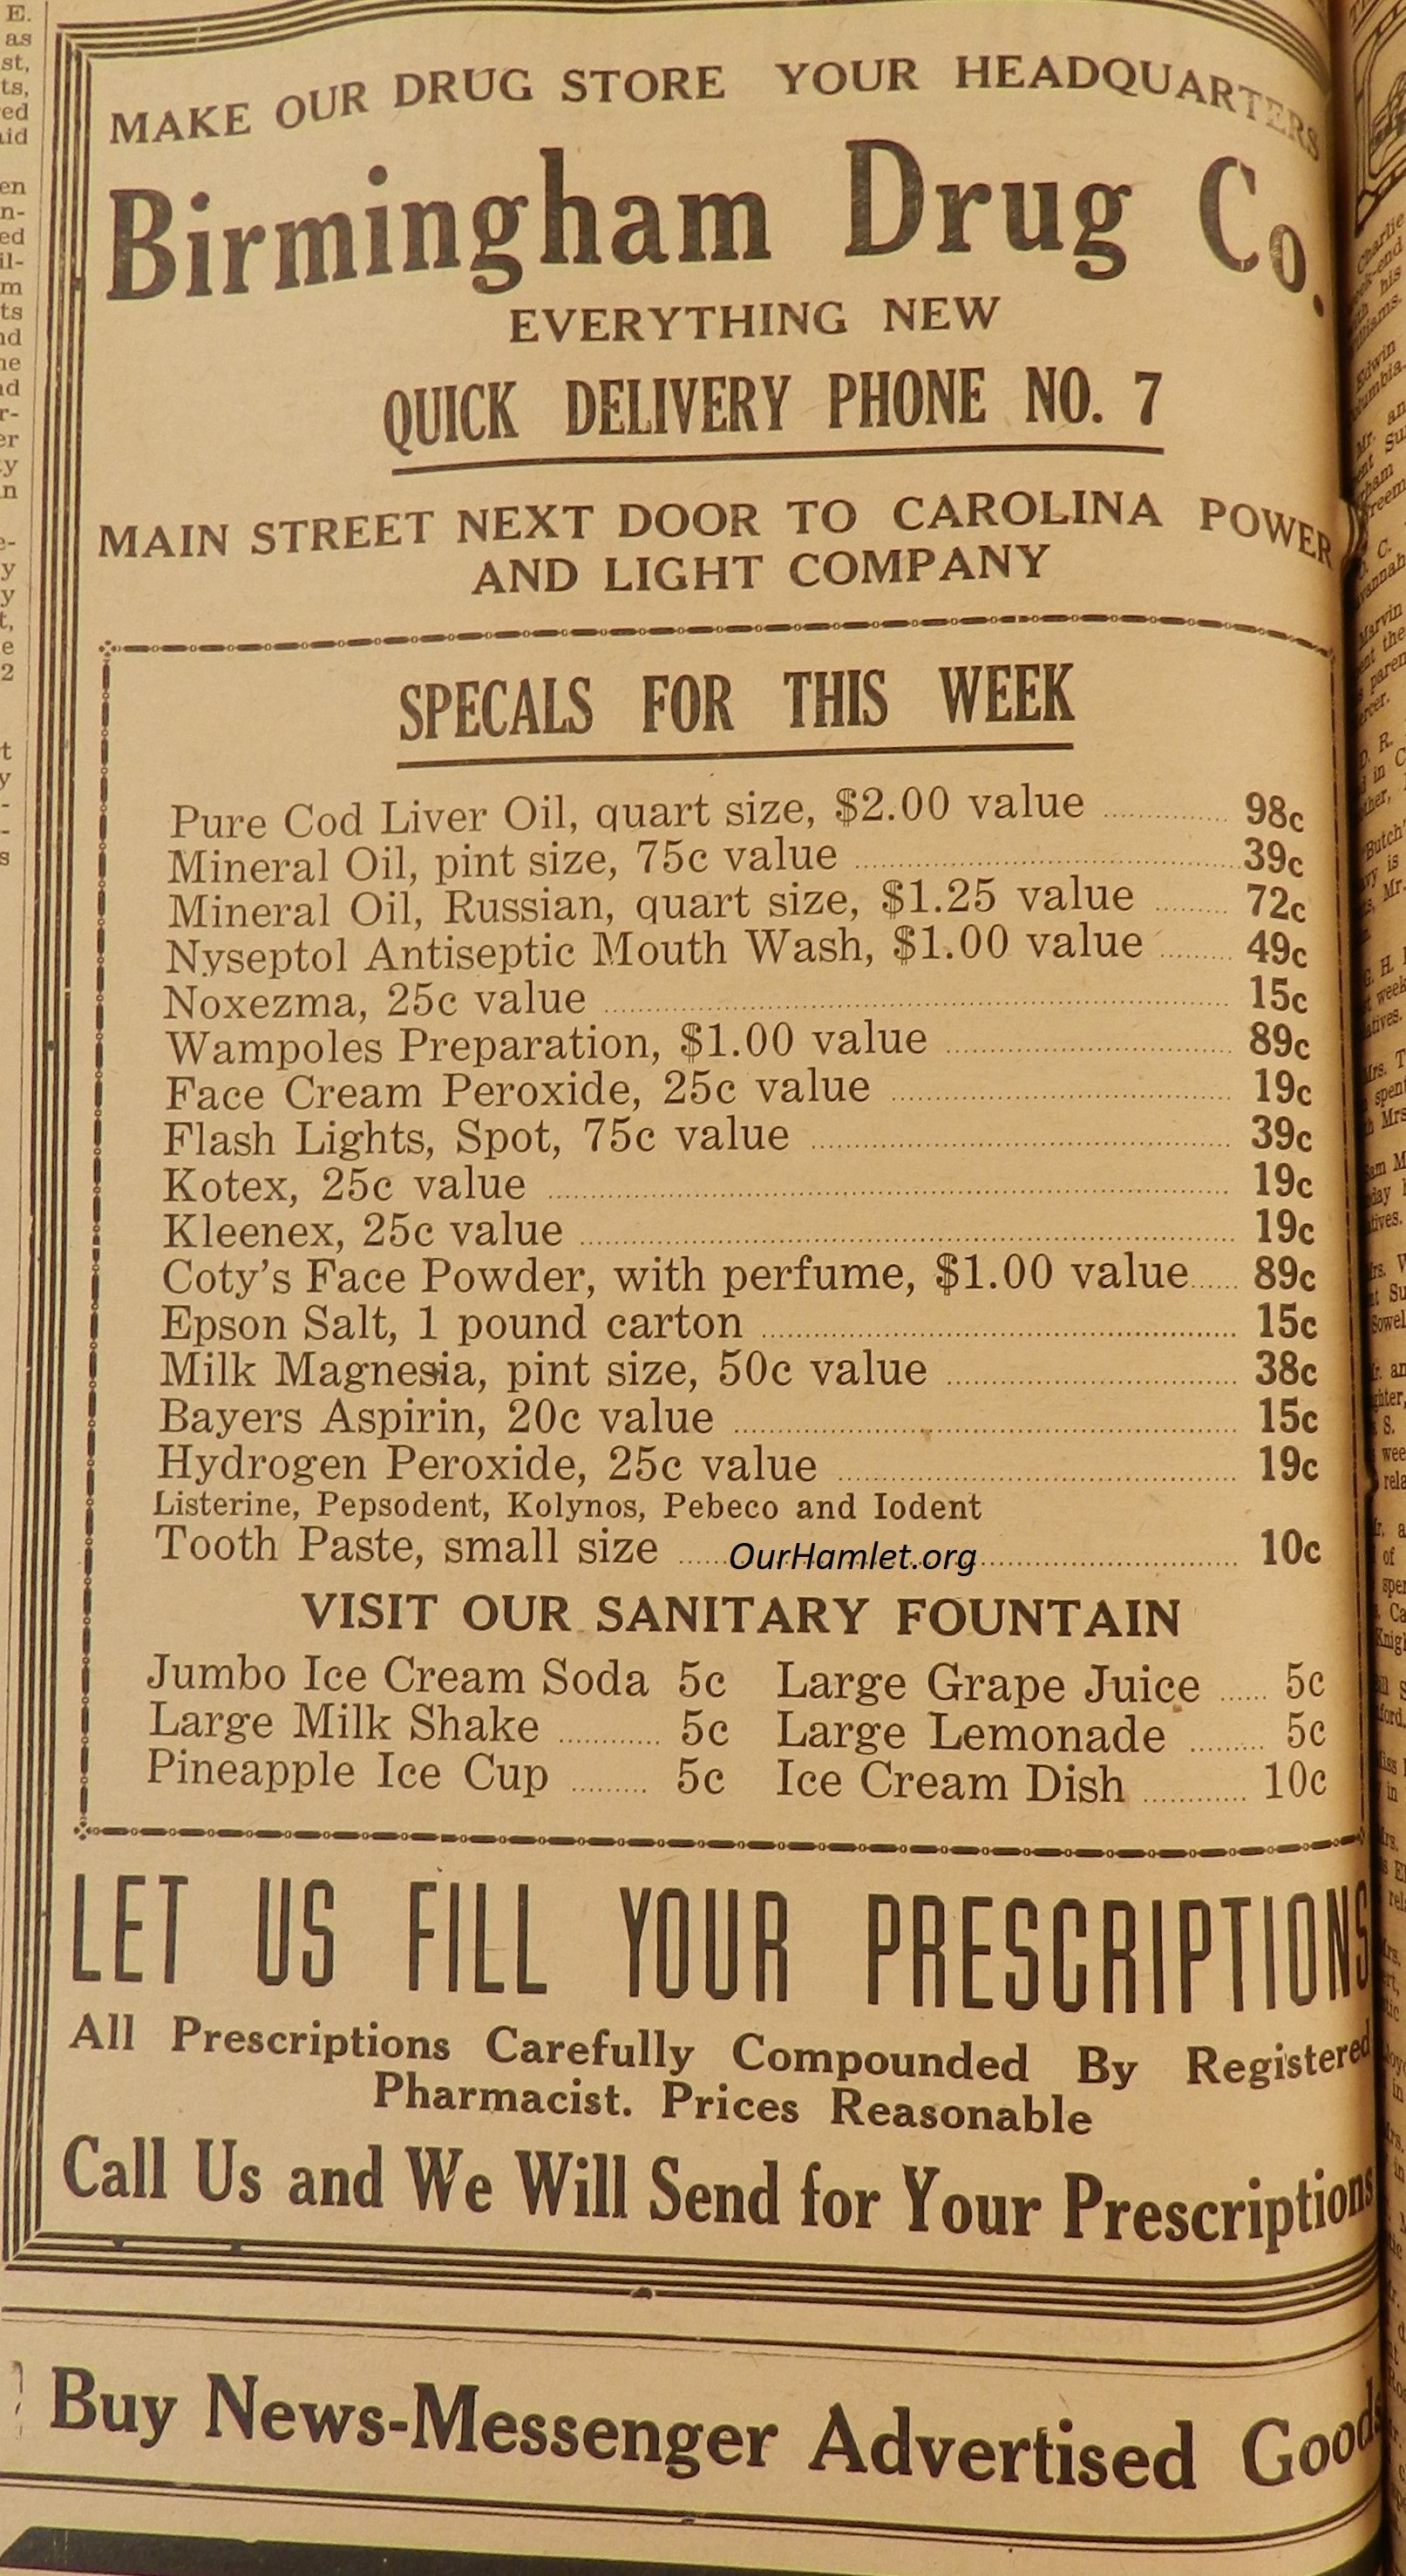 MAKE OUR DRUG STORE YOUR HEADQUARTERS
Birmingham Drug Co.
EVERYTHING NEW
QUICK DELIVERY PHONE NO. 7
MAIN STREET NEXT DOOR TO CAROLINA POWER
AND LIGHT COMPANY
SPECALS FOR THIS WEEK
Pure Cod Liver Oil, quart size, $2.00 value 98c
Mineral Oil, pint size, 75c value 39c
Mineral Oil, Russian, quart size, $1.25 value 72c
Nyseptol Antiseptic Mouth Wash, $1.00 value 49c
Noxezma, 25c value 15c
Wampoles Preparation, $1.00 value 89c
Face Cream Peroxide, 25c value 19c
Flash Lights, Spot, 75c value 39c
Kotex, 25c value 19c
Kleenex, 25c value 19c
Coty's Face Powder, with perfume, $1.00 value 89c
Epson Salt, 1 pound carton 15c
Milk Magnesia, pint size, 50c value 38c
Bayers Aspirin, 20c value 15c
Hydrogen Peroxide, 25c value 19c
Listerine, Pepsodent, Kolynos, Pebeco and Iodent
Tooth Paste, small size 10c
OurHamlet.org
VISIT OUR SANITARY FOUNTAIN
Jumbo Ice Cream Soda 5c Large Grape Juice 5c
Large Milk Shake 5c Large Lemonade 5c
Pineapple Ice Cup 5c Ice Cream Dish 10c
LET US FILL YOUR PRESCRIPTIONS
All Prescriptions Carefully Compounded By Registered
Pharmacist. Prices Reasonable
Call Us and We Will Send for Your Prescriptions
Buy News-Messenger Advertised Goods